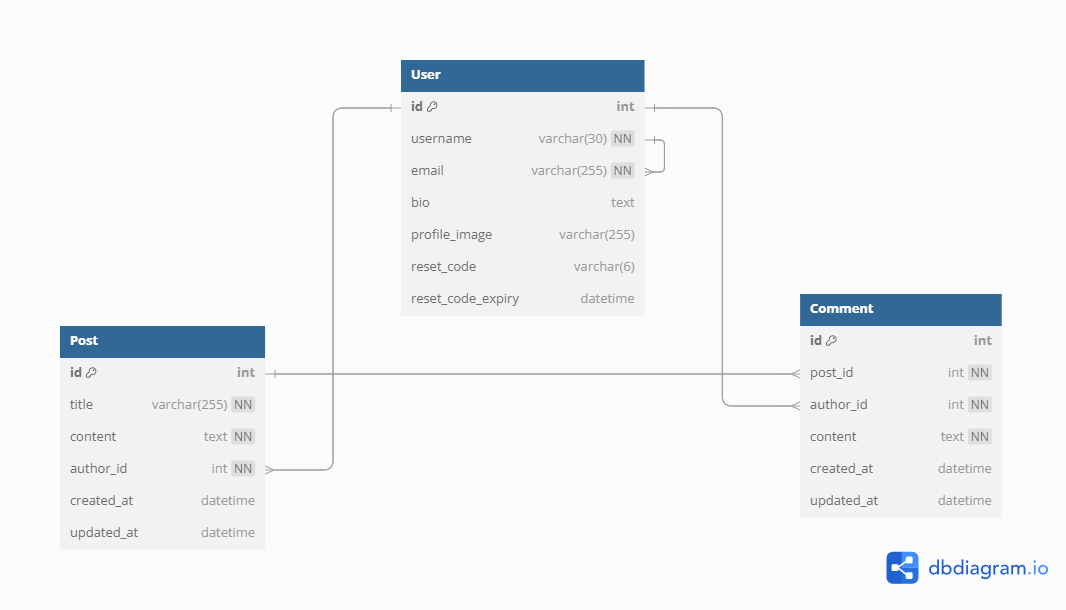 User
id int
username varchar(30) NN
email varchar(255) NN
bio text
profile_image varchar(255)
reset_code varchar(6)
reset_code_expiry datetime
Post
id int
title varchar(255) NN
content text NN
author_id int NN
created_at datetime
updated_at datetime
Comment
id int
post_id int NN
author_id int NN
content text NN
created_at datetime
updated_at datetime
dbdiagram.io